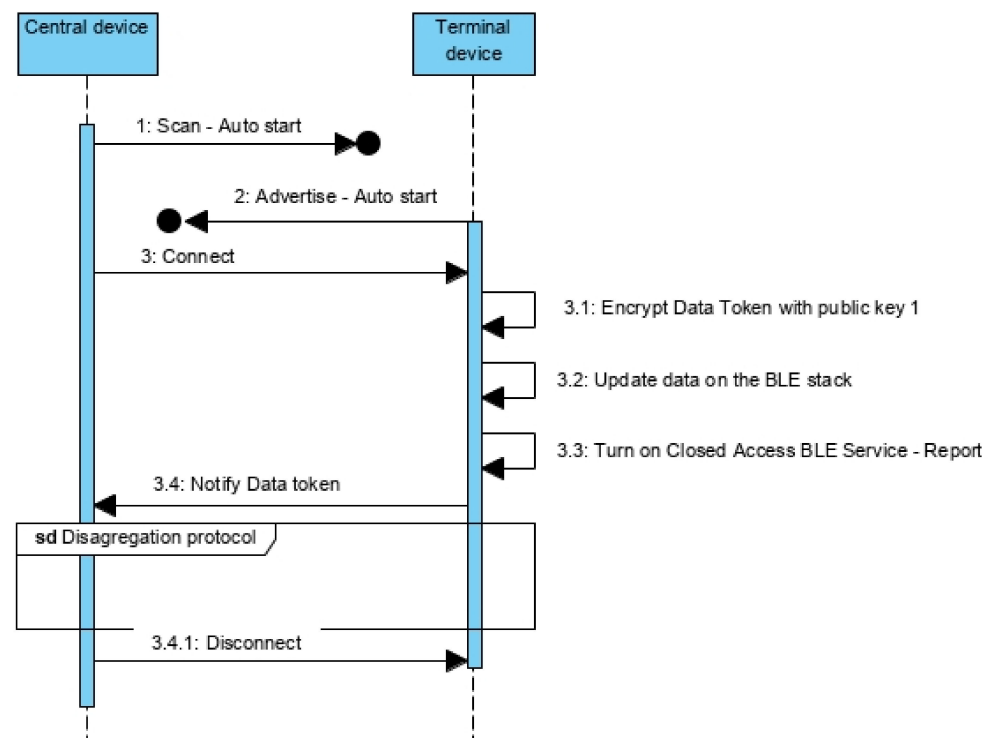 Central device
Terminal
device
1: Scan - Auto start
2: Advertise - Auto start
3: Connect
3.1: Encrypt Data Token with public key 1
3.2: Update data on the BLE stack
3.3: Turn on Closed Access BLE Service - Report
3.4: Notify Data token
sd Disagregation protocol
3.4.1: Disconnect